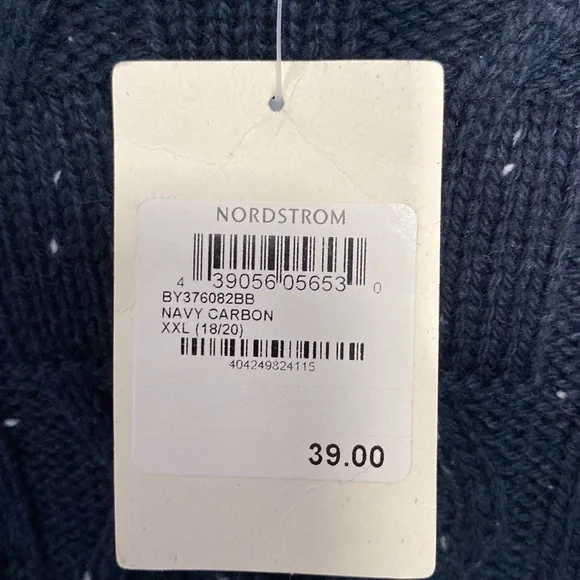 NORDSTROM
4 39056 05653 0
BY376082BB
NAVY CARBON
XXL (18/20)
404249824115
39.00